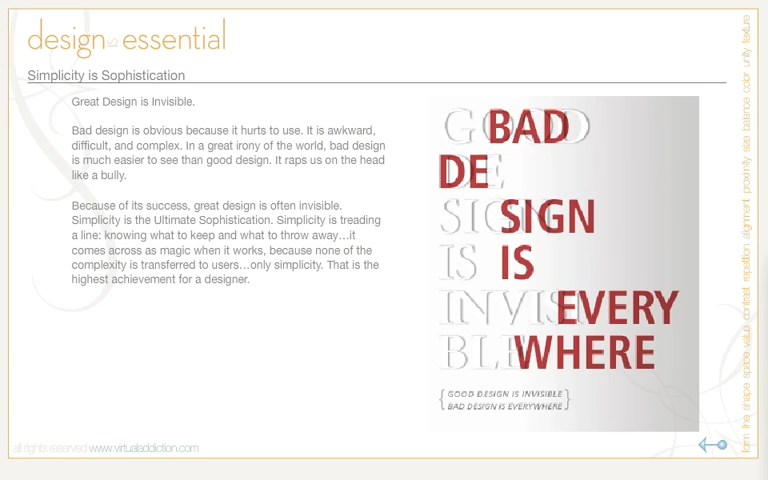 design is essential
Simplicity is Sophistication
Great Design is Invisible.
Bad design is obvious because it hurts to use. It is awkward,
difficult, and complex. In a great irony of the world, bad design
is much easier to see than good design. It raps us on the head
like a bully.
Because of its success, great design is often invisible.
Simplicity is the Ultimate Sophistication. Simplicity is treading
a line: knowing what to keep and what to throw away…it
comes across as magic when it works, because none of the
complexity is transferred to users…only simplicity. That is the
highest achievement for a designer.
GOOD
DE
SIGN
IS
INVISI
BLE
BAD
DE
SIGN
IS
EVERY
WHERE
{ GOOD DESIGN IS INVISIBLE
BAD DESIGN IS EVERYWHERE }
form line shape space value contrast repetition alignment proximity size balance color unity texture
all rights reserved www.virtualaddiction.com